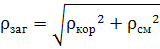 ρзаг = √(ρкор² + ρсм²)